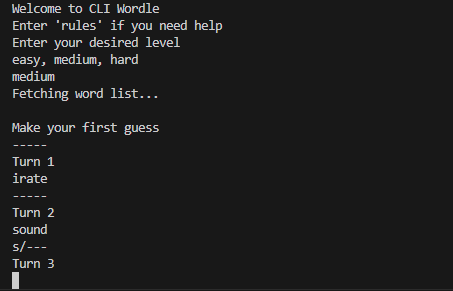 Welcome to CLI Wordle
Enter 'rules' if you need help
Enter your desired level
easy, medium, hard
medium
Fetching word list...
Make your first guess
-----
Turn 1
irate
-----
Turn 2
sound
s/---
Turn 3